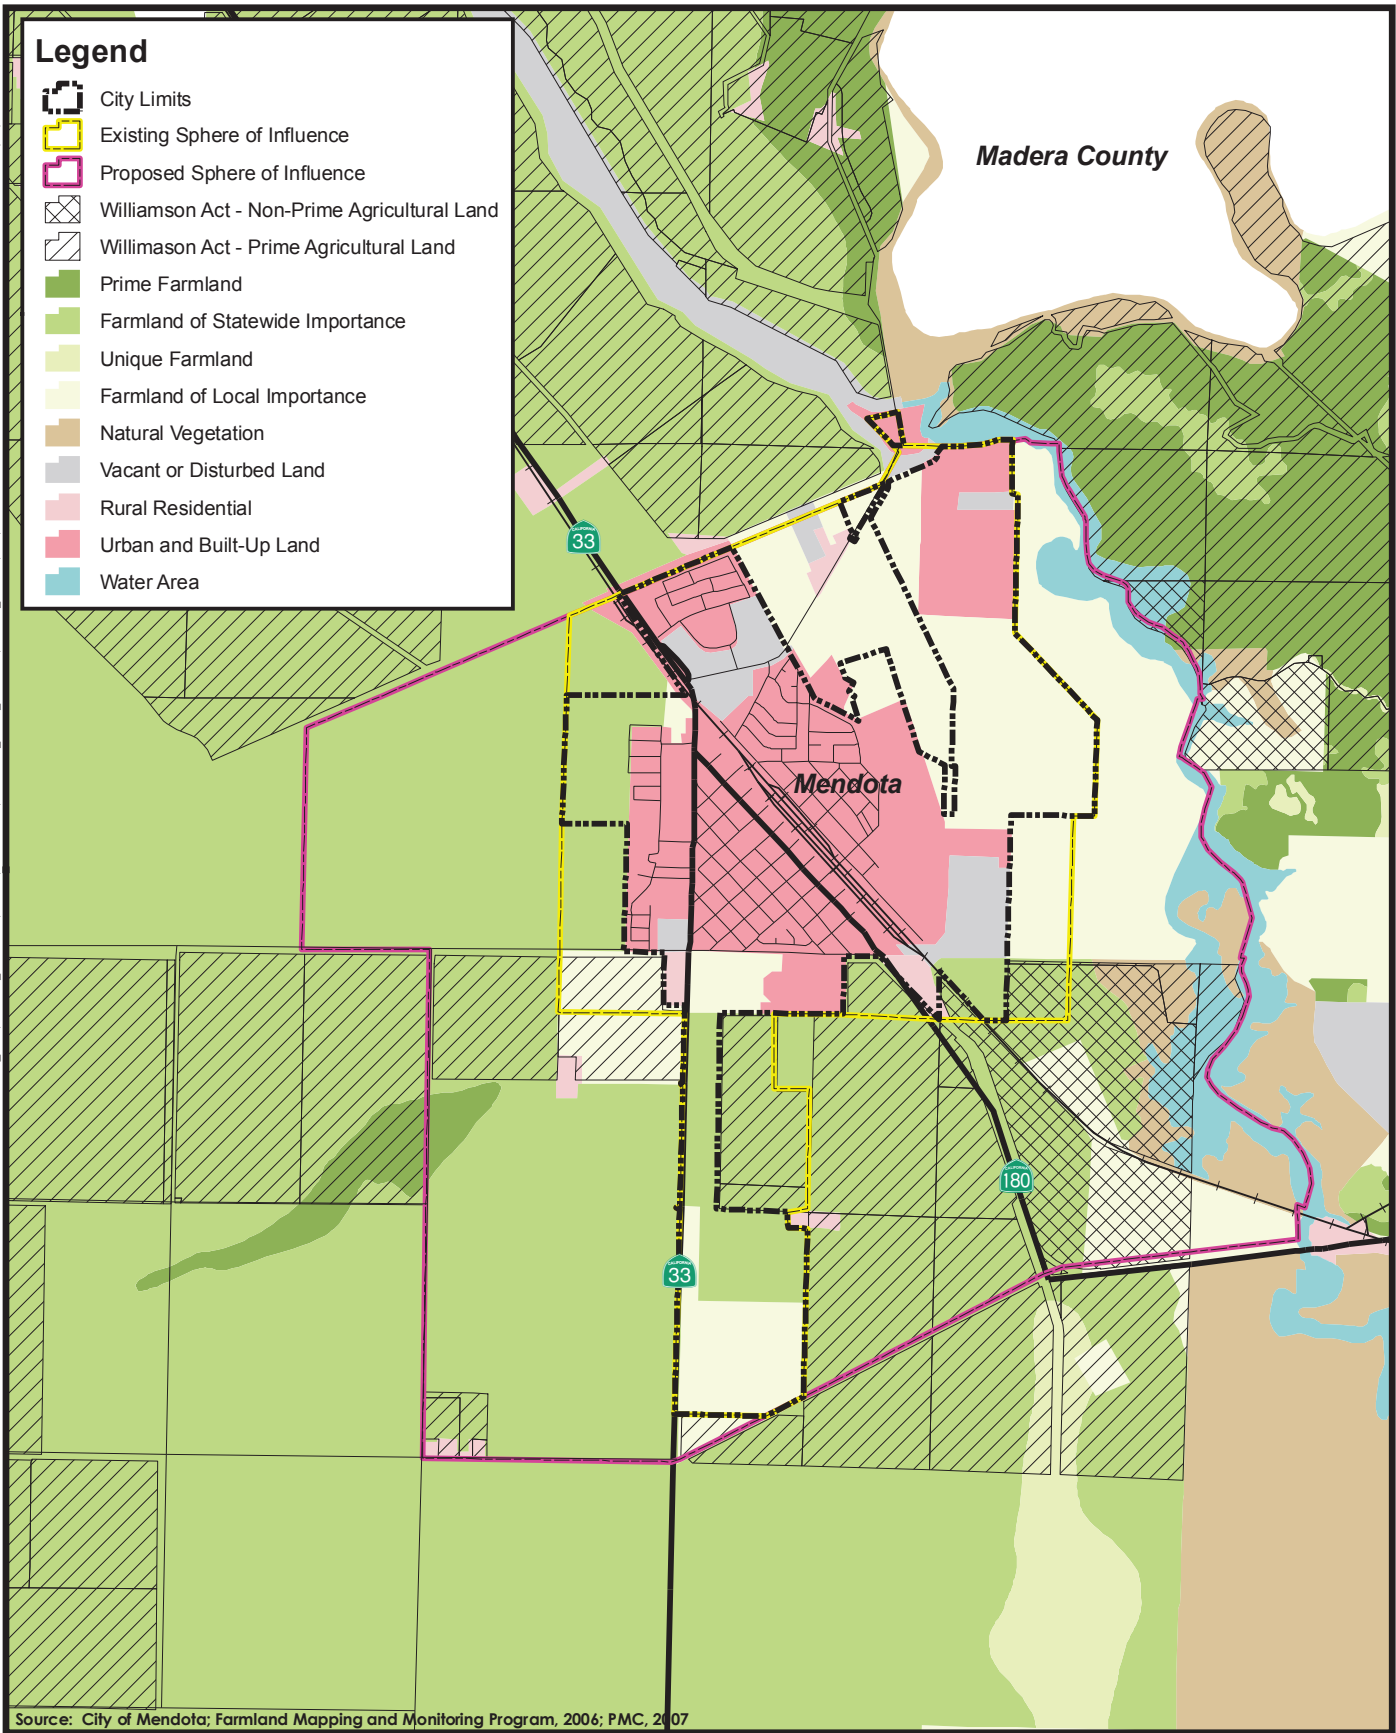 Legend
City Limits
Existing Sphere of Influence
Proposed Sphere of Influence
Williamson Act - Non-Prime Agricultural Land
Willimason Act - Prime Agricultural Land
Prime Farmland
Farmland of Statewide Importance
Unique Farmland
Farmland of Local Importance
Natural Vegetation
Vacant or Disturbed Land
Rural Residential
Urban and Built-Up Land
Water Area
Madera County
CALIFORNIA
33
Mendota
CALIFORNIA
180
CALIFORNIA
33
Source: City of Mendota; Farmland Mapping and Monitoring Program, 2006; PMC, 2007